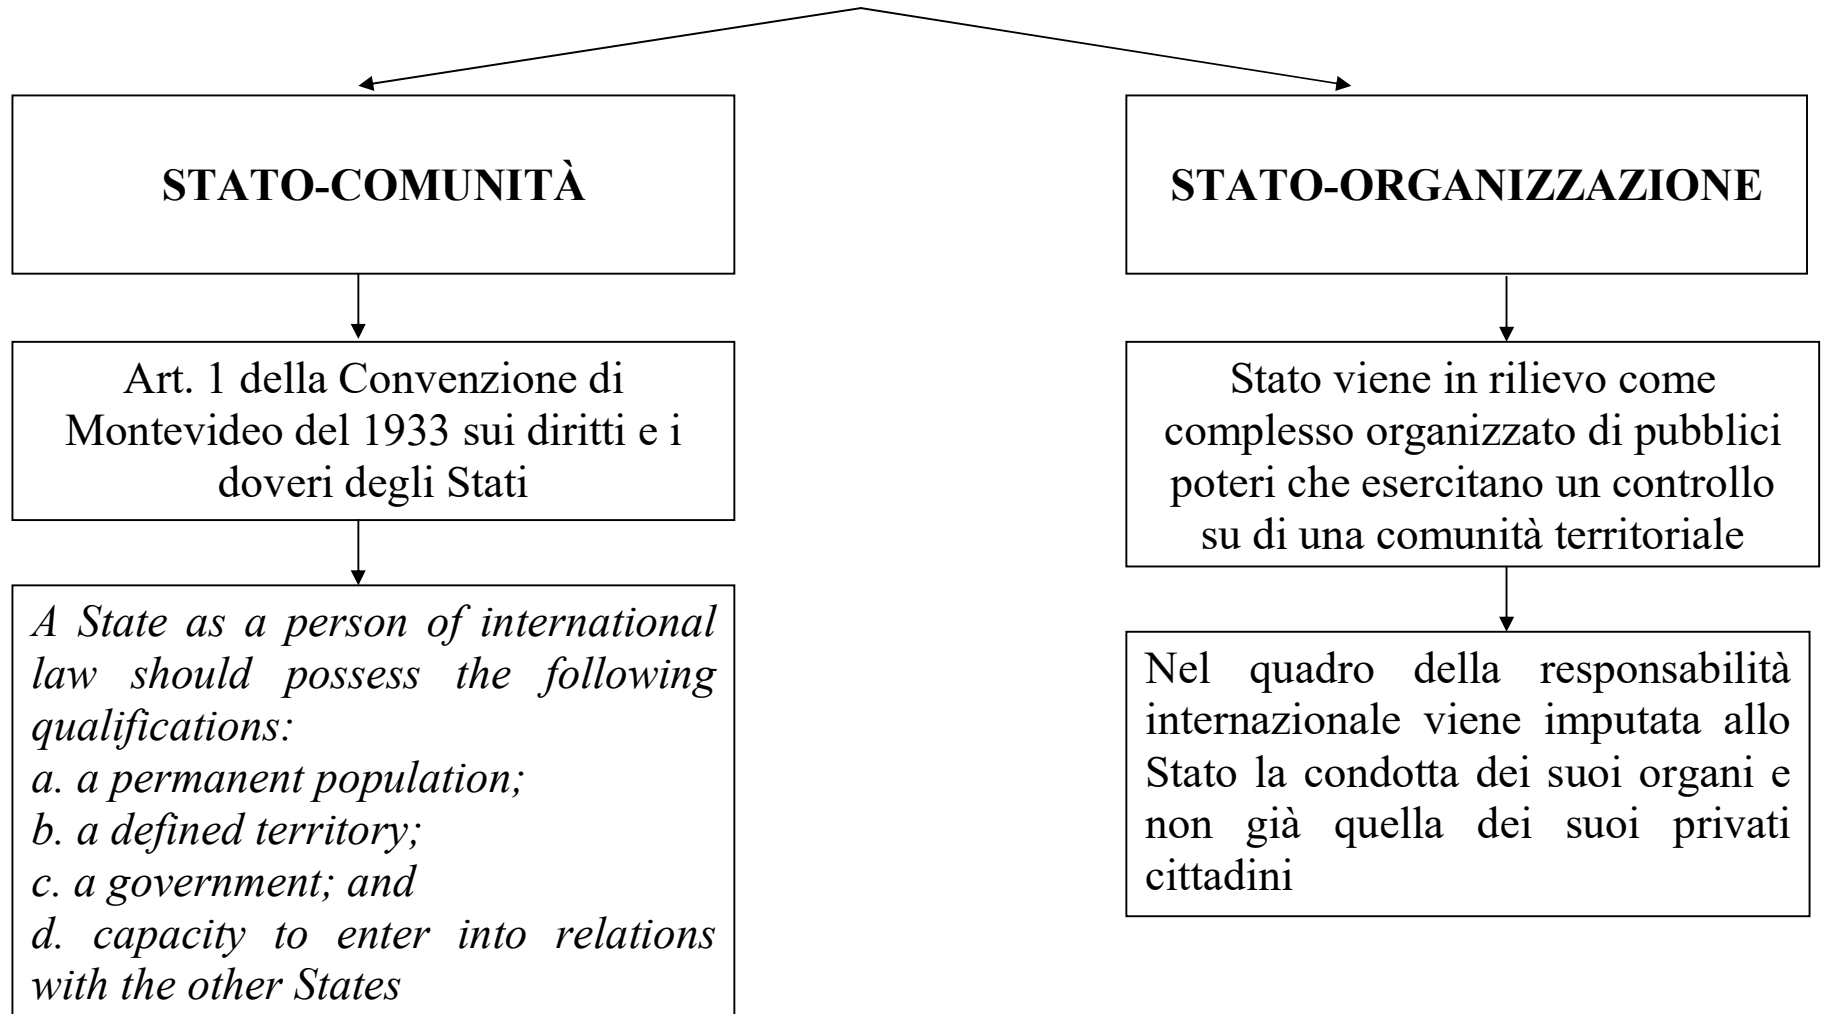 STATO-COMUNITÀ
Art. 1 della Convenzione di
Montevideo del 1933 sui diritti e i
doveri degli Stati
A State as a person of international
law should possess the following
qualifications:
a. a permanent population;
b. a defined territory;
c. a government; and
d. capacity to enter into relations
with the other States
STATO-ORGANIZZAZIONE
Stato viene in rilievo come
complesso organizzato di pubblici
poteri che esercitano un controllo
su di una comunità territoriale
Nel quadro della responsabilità
internazionale viene imputata allo
Stato la condotta dei suoi organi e
non già quella dei suoi privati
cittadini